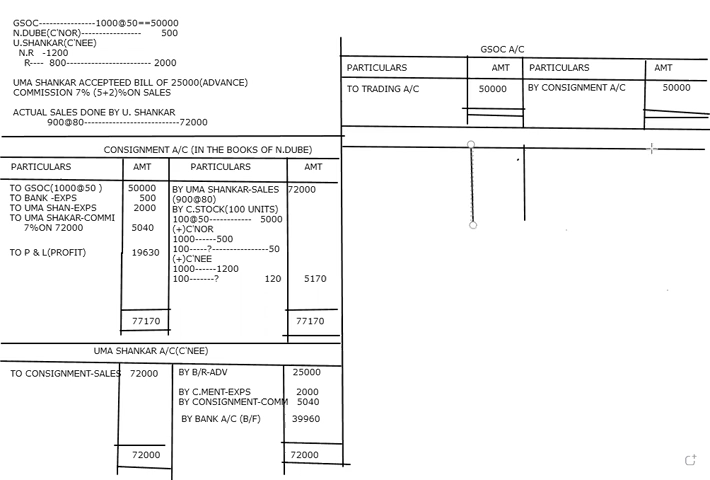 GSOC----------------1000@50==50000
N.DUBE(C'NOR)----------------- 500
U.SHANKAR(C'NEE)
N.R -1200
R---- 800------------------------ 2000
UMA SHANKAR ACCEPTEED BILL OF 25000(ADVANCE)
COMMISSION 7% (5+2)%ON SALES
ACTUAL SALES DONE BY U. SHANKAR
900@80---------------------------72000
CONSIGNMENT A/C (IN THE BOOKS OF N.DUBE)
PARTICULARS AMT PARTICULARS AMT
TO GSOC(1000@50 ) 50000 BY UMA SHANKAR-SALES 72000
TO BANK -EXPS 500 (900@80)
TO UMA SHAN-EXPS 2000 BY C.STOCK(100 UNITS)
TO UMA SHAKAR-COMMI 100@50------------ 5000
7%ON 72000 5040 (+)C'NOR
1000------500
TO P & L(PROFIT) 19630 100-----?----------------50
(+)C'NEE
1000------1200
100-------? 120 5170
77170 77170
UMA SHANKAR A/C(C'NEE)
TO CONSIGNMENT-SALES 72000 BY B/R-ADV 25000
BY C.MENT-EXPS 2000
BY CONSIGNMENT-COMM 5040
BY BANK A/C (B/F) 39960
72000 72000
GSOC A/C
PARTICULARS AMT PARTICULARS AMT
TO TRADING A/C 50000 BY CONSIGNMENT A/C 50000